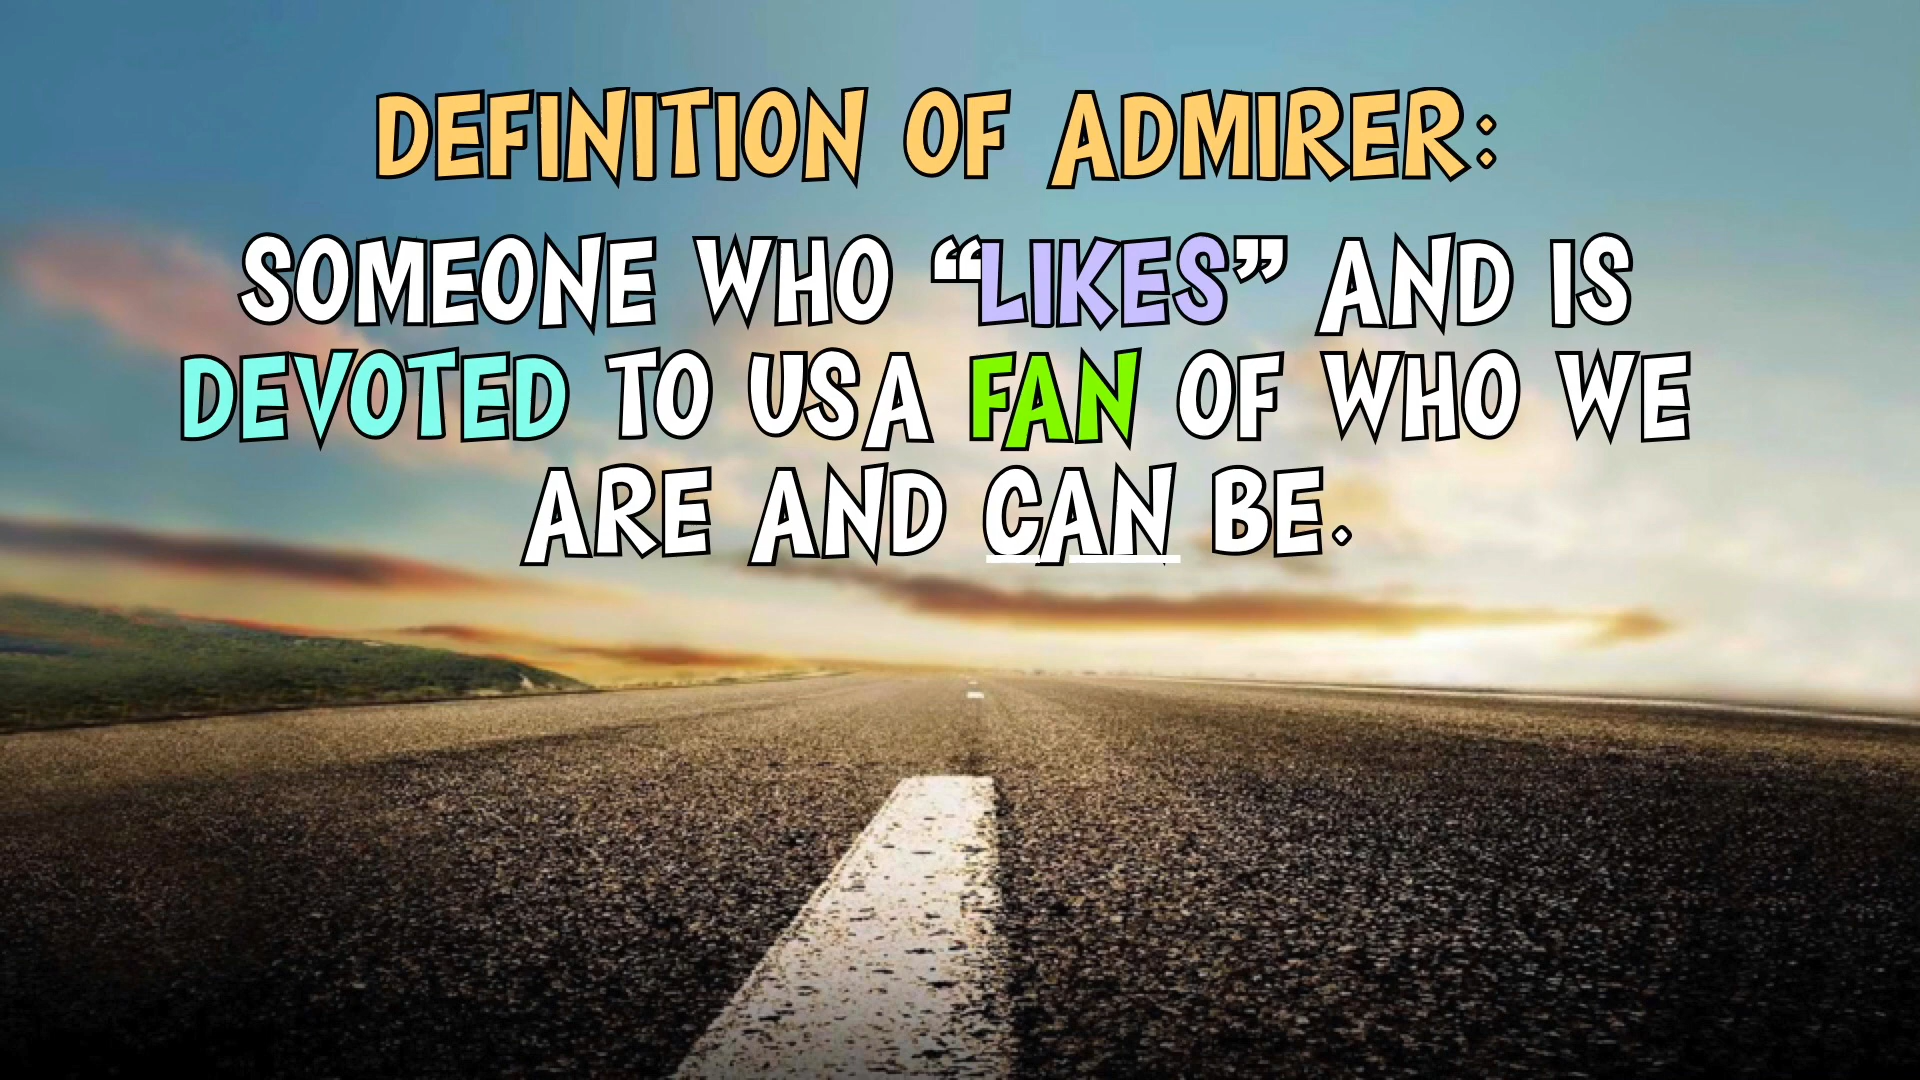 DEFINITION OF ADMIRER:
SOMEONE WHO “LIKES” AND IS
DEVOTED TO USA FAN OF WHO WE
ARE AND CAN BE.